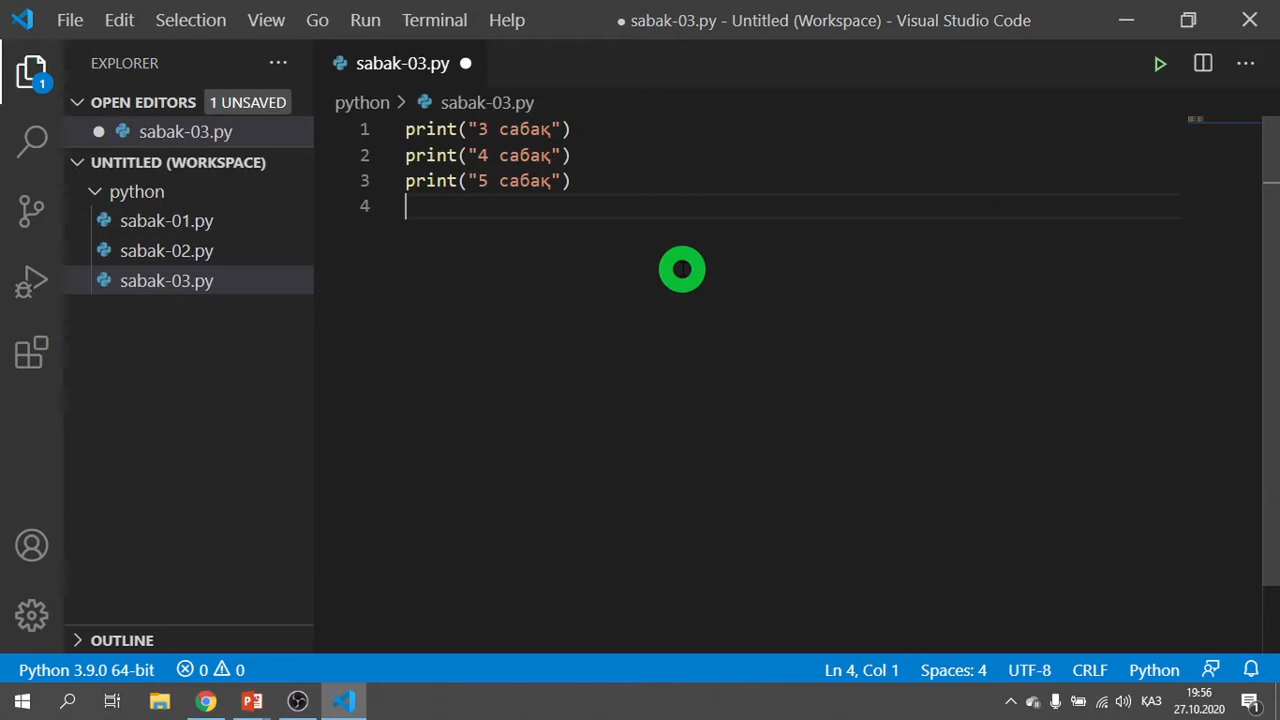 File Edit Selection View Go Run Terminal Help
● sabak-03.py - Untitled (Workspace) - Visual Studio Code
EXPLORER
1
OPEN EDITORS 1 UNSAVED
sabak-03.py
UNTITLED (WORKSPACE)
python
sabak-01.py
sabak-02.py
sabak-03.py
OUTLINE
sabak-03.py
python > sabak-03.py
1 print("3 сабақ")
2 print("4 сабақ")
3 print("5 сабақ")
4
Python 3.9.0 64-bit 0 0 Ln 4, Col 1 Spaces: 4 UTF-8 CRLF Python
ҚАЗ
19:56
27.10.2020
1